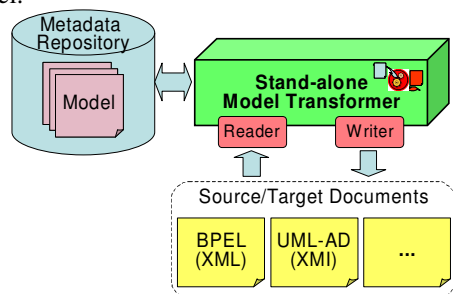 Metadata
Repository
Model
Stand-alone
Model Transformer
Reader
Writer
Source/Target Documents
BPEL
(XML)
UML-AD
(XMI)
...